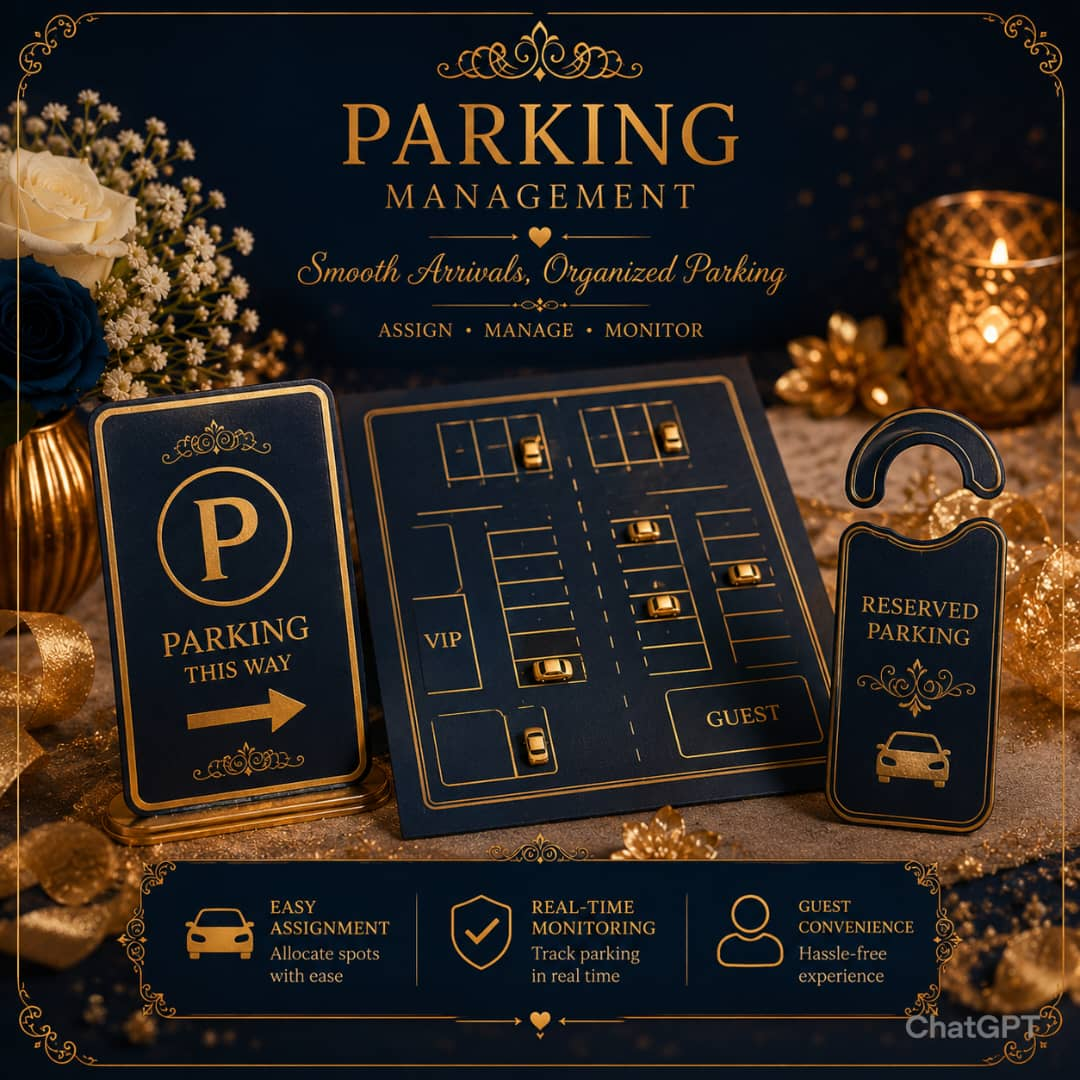 PARKING
MANAGEMENT
Smooth Arrivals, Organized Parking
ASSIGN • MANAGE • MONITOR
P
PARKING
THIS WAY
VIP
GUEST
RESERVED
PARKING
EASY
ASSIGNMENT
Allocate spots
with ease
REAL-TIME
MONITORING
Track parking
in real time
GUEST
CONVENIENCE
Hassle-free
experience
ChatGPT